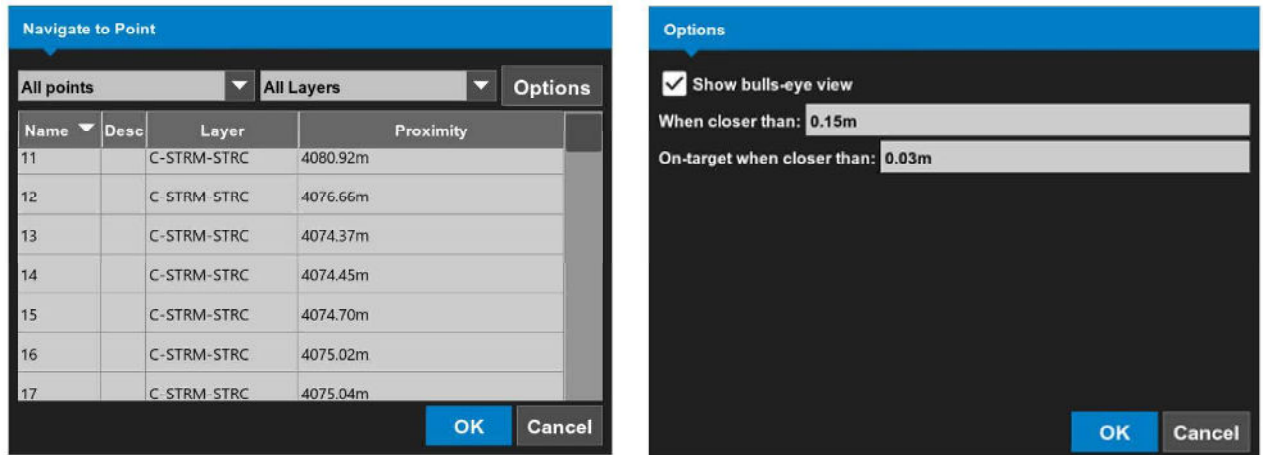 Navigate to Point
All points All Layers Options
Name Desc Layer Proximity
11 C-STRM-STRC 4080.92m
12 C-STRM-STRC 4076.66m
13 C-STRM-STRC 4074.37m
14 C-STRM-STRC 4074.45m
15 C-STRM-STRC 4074.70m
16 C-STRM-STRC 4075.02m
17 C-STRM-STRC 4075.04m
OK Cancel
Options
Show bulls-eye view
When closer than: 0.15m
On-target when closer than: 0.03m
OK Cancel